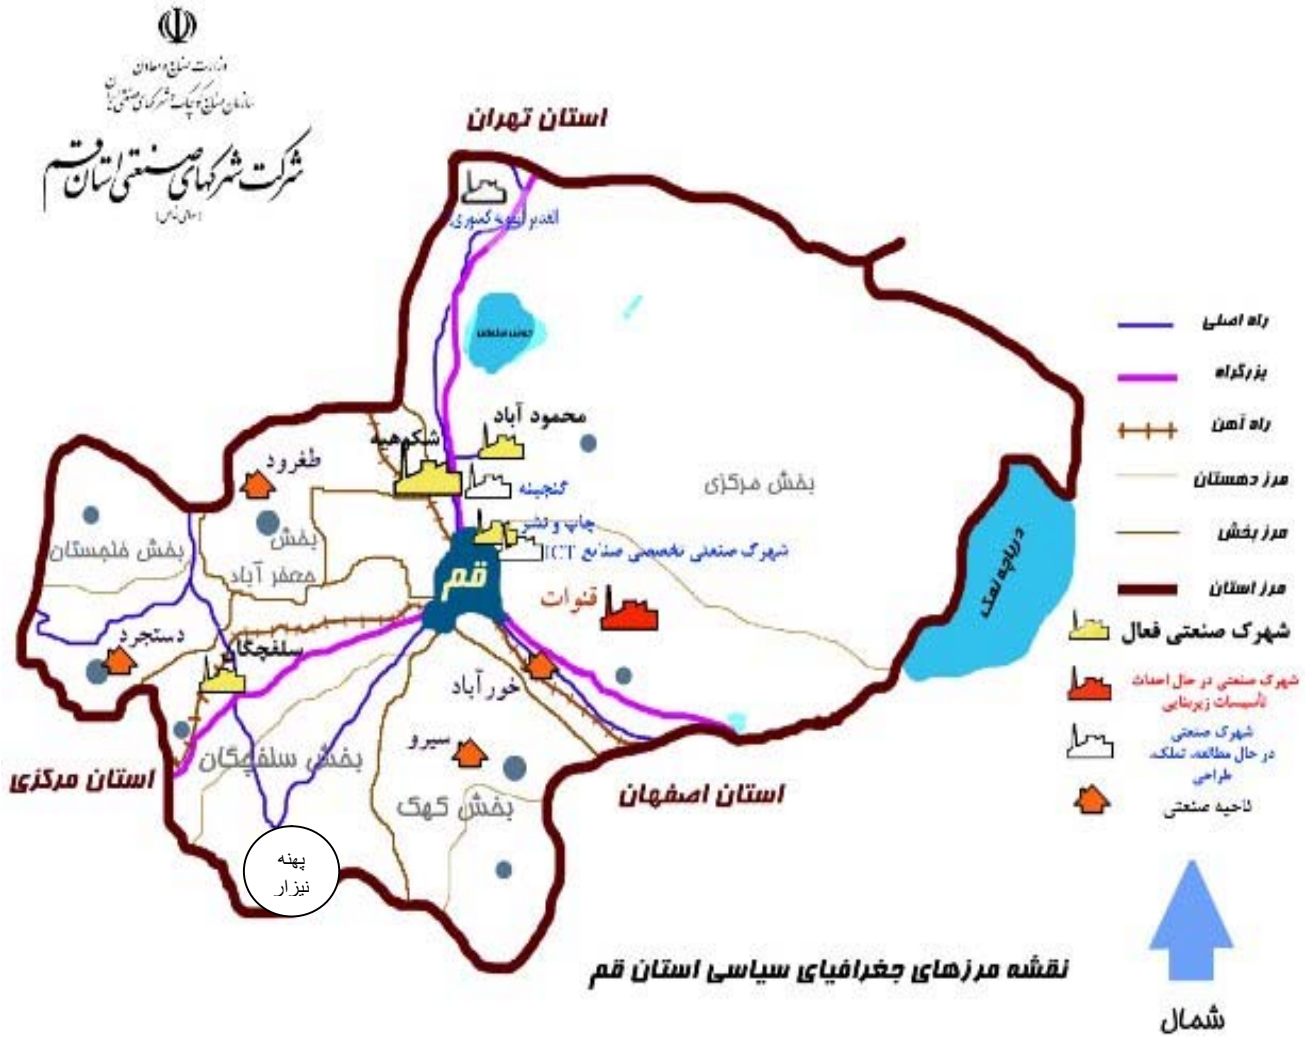 وزارت صنایع و معادن
سازمان صنایع کوچک و شهرکهای صنعتی ایران
شرکت شهرکهای صنعتی استان قم
(سهامی خاص)
استان تهران
محمود آباد
شکوهیه
گنجینه
چاپ و نشر
شهرک صنعتی تخصصی صنایع ICT
طغرود
بخش مرکزی
بخش خلجستان
بخش
جعفر آباد
قم
قنوات
دریاچه نمک
دستجرد
سلفچگان
خورآباد
سیرو
بخش سلفچگان
بخش کهک
استان مرکزی
استان اصفهان
پهنه
نیزار
راه اصلی
بزرگراه
راه آهن
مرز دهستان
مرز بخش
مرز استان
شهرک صنعتی فعال
شهرک صنعتی در حال احداث
تأسیسات زیربنایی
شهرک صنعتی
در حال مطالعه، تملک،
طراحی
ناحیه صنعتی
نقشه مرزهای جغرافیای سیاسی استان قم
شمال